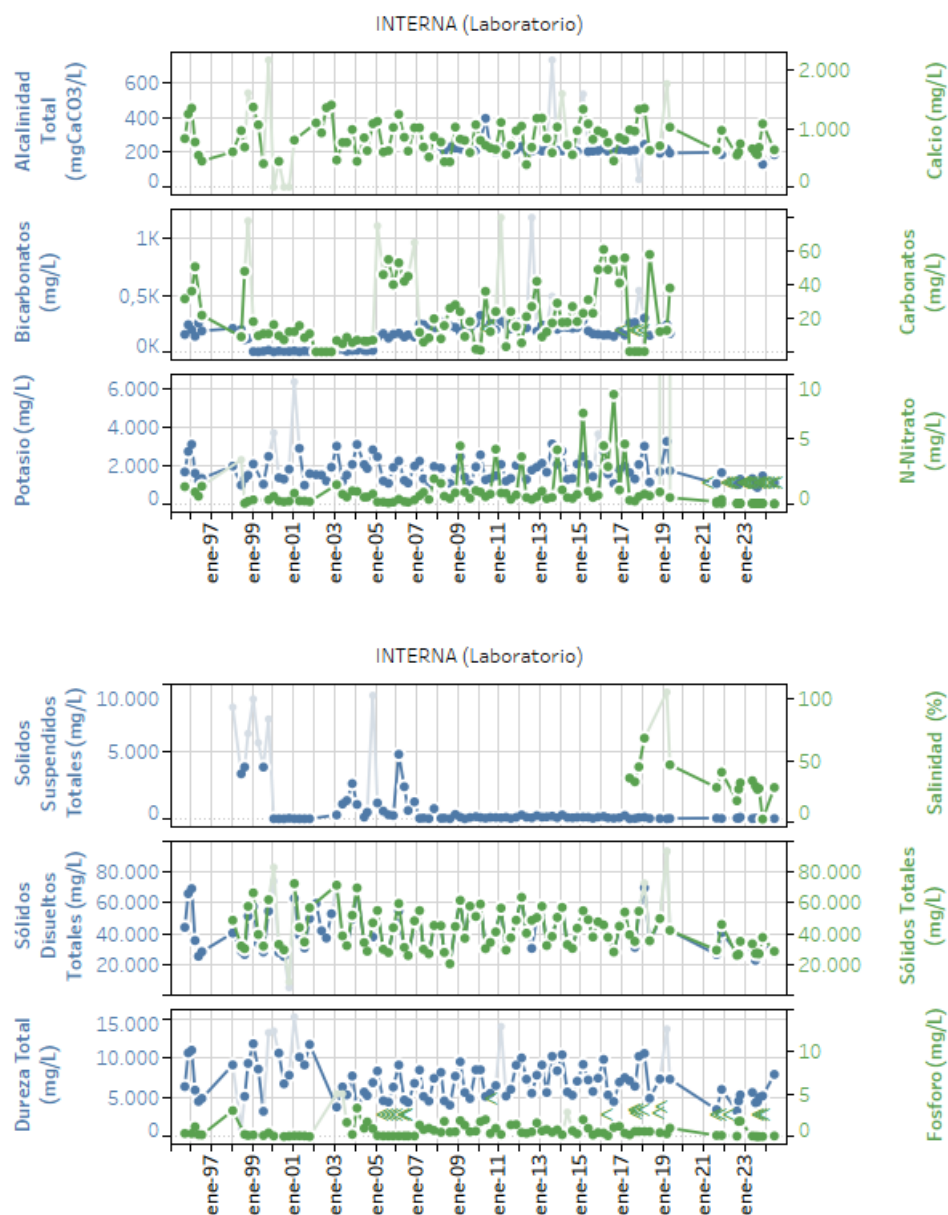 INTERNA (Laboratorio)
Alcalinidad
Total
(mgCaCO3/L)
600
400
200
0
2.000
1.000
0
Calcio (mg/L)
Bicarbonatos
(mg/L)
1K
0,5K
0K
60
40
20
0
Carbonatos
(mg/L)
Potasio (mg/L)
6.000
4.000
2.000
0
10
5
0
N-Nitrato
(mg/L)
ene-97
ene-99
ene-01
ene-03
ene-05
ene-07
ene-09
ene-11
ene-13
ene-15
ene-17
ene-19
ene-21
ene-23
INTERNA (Laboratorio)
Solidos
Suspendidos
Totales (mg/L)
10.000
5.000
0
100
50
0
Salinidad (%)
Sólidos
Disueltos
Totales (mg/L)
80.000
60.000
40.000
20.000
80.000
60.000
40.000
20.000
Sólidos Totales
(mg/L)
Dureza Total
(mg/L)
15.000
10.000
5.000
0
10
5
0
Fosforo (mg/L)
ene-97
ene-99
ene-01
ene-03
ene-05
ene-07
ene-09
ene-11
ene-13
ene-15
ene-17
ene-19
ene-21
ene-23